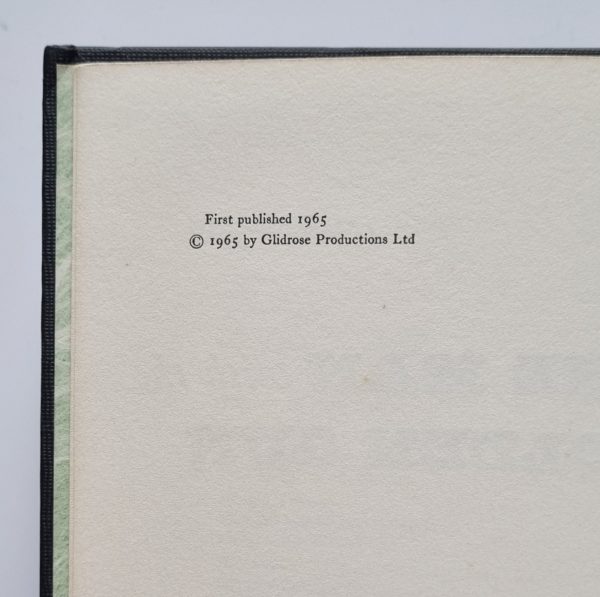 First published 1965
© 1965 by Glidrose Productions Ltd